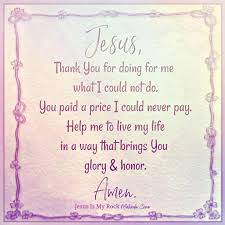 Jesus,
Thank You for doing for me
what I could not do.
You paid a price I could never pay.
Help me to live my life
in a way that brings You
glory & honor.
Amen.
Jesus Is My Rock